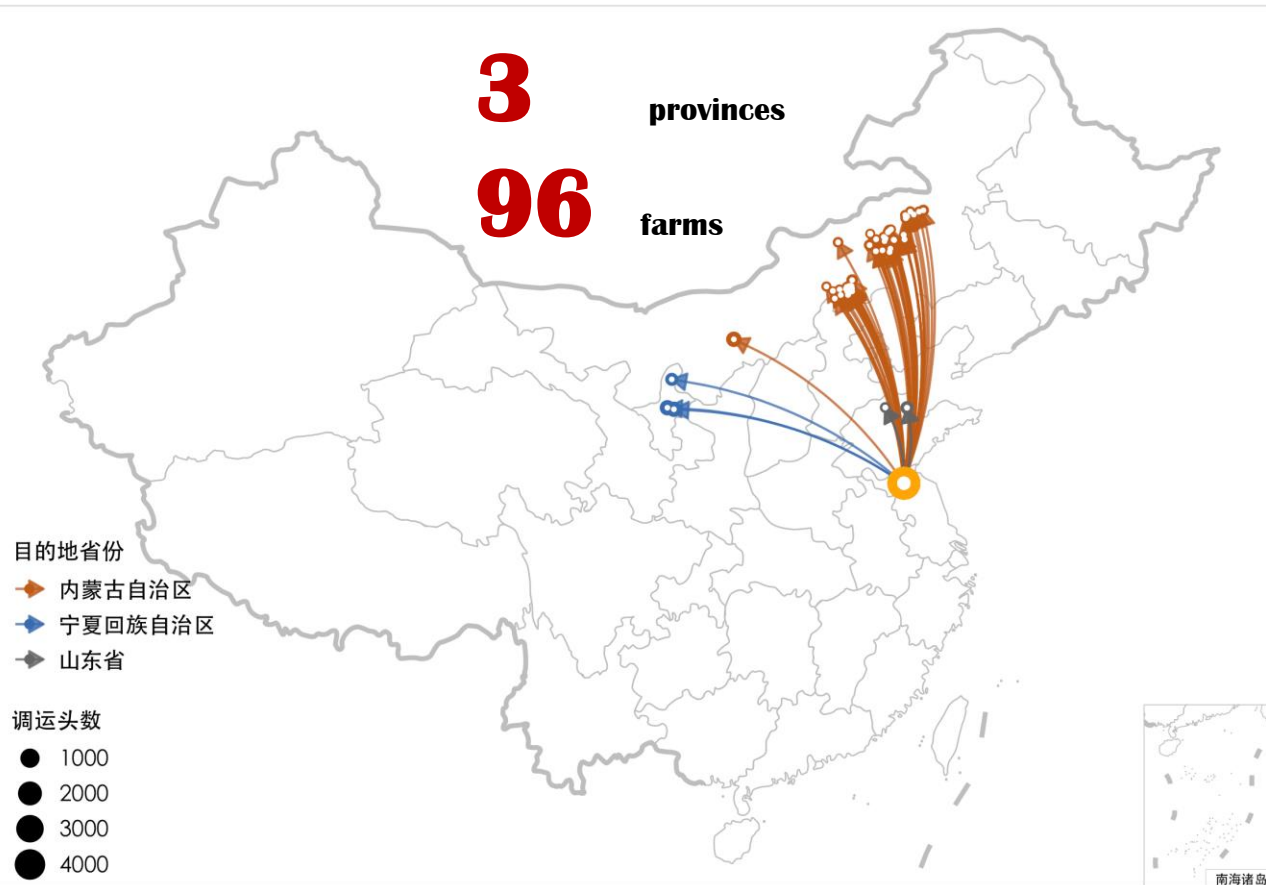 3 provinces
96 farms
目的地省份
内蒙古自治区
宁夏回族自治区
山东省
调运头数
1000
2000
3000
4000
南海诸岛